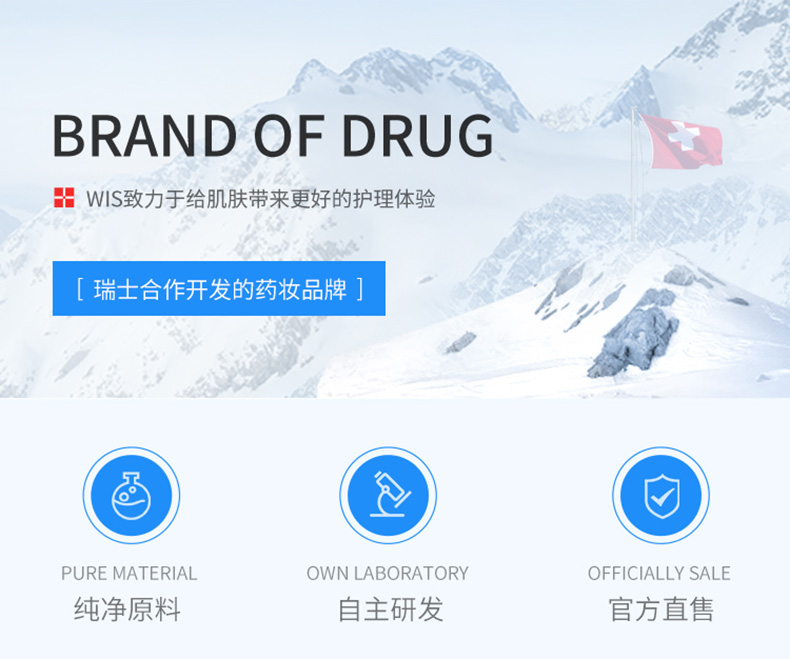 BRAND OF DRUG
WIS致力于给肌肤带来更好的护理体验
[ 瑞士合作开发的药妆品牌 ]
PURE MATERIAL
OWN LABORATORY
OFFICIALLY SALE
纯净原料
自主研发
官方直售